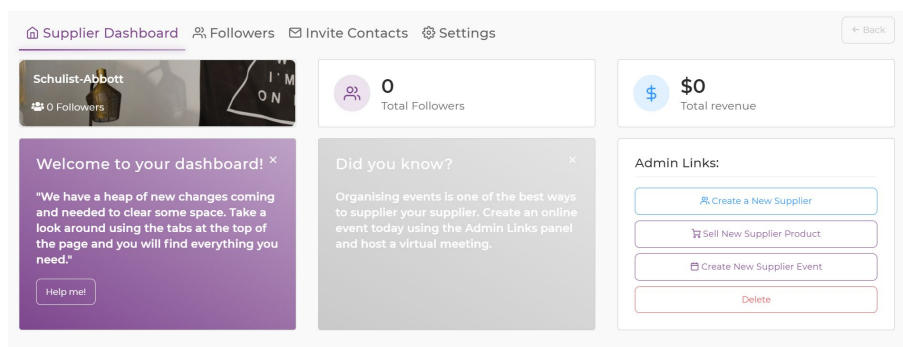 Supplier Dashboard Followers Invite Contacts Settings
← Back
Schulist-Abbott
0 Followers
I'M
ON
0
Total Followers
$
$0
Total revenue
Welcome to your dashboard! ×
"We have a heap of new changes coming
and needed to clear some space. Take a
look around using the tabs at the top of
the page and you will find everything you
need."
Help me!
Did you know? ×
Organising events is one of the best ways
to supplier your supplier. Create an online
event today using the Admin Links panel
and host a virtual meeting.
Admin Links:
Create a New Supplier
Sell New Supplier Product
Create New Supplier Event
Delete